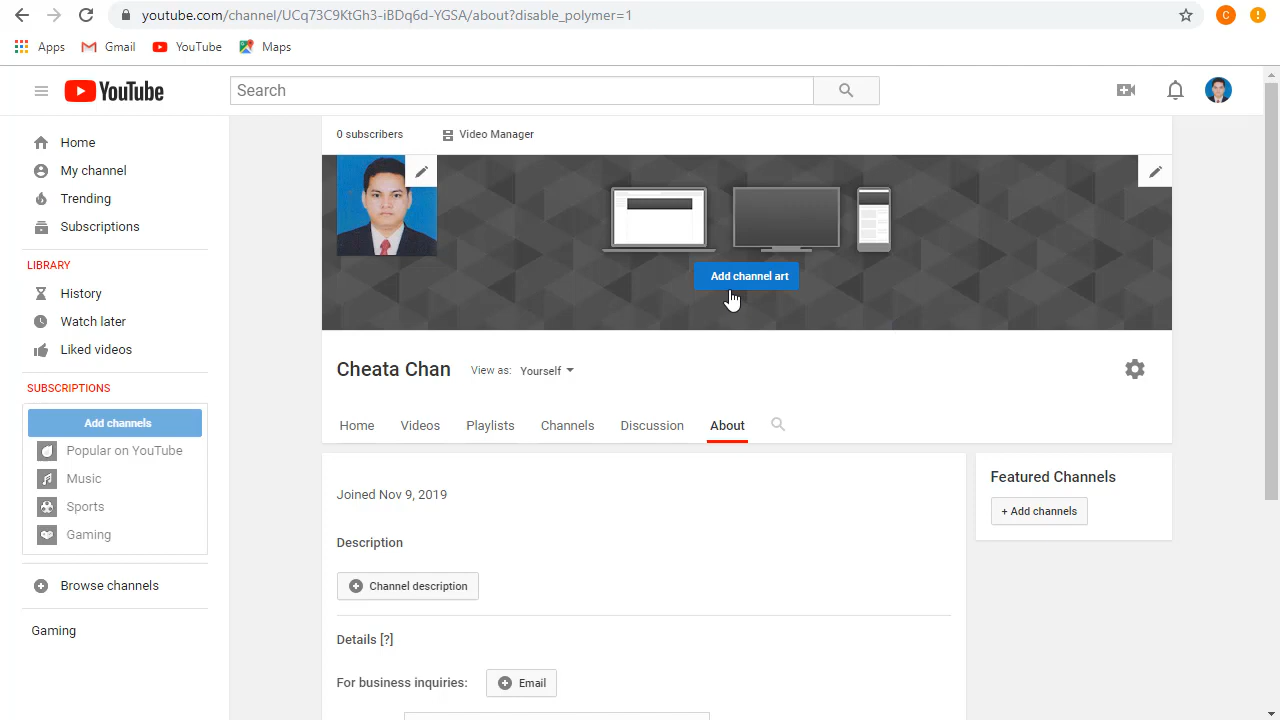 youtube.com/channel/UCq73C9KtGh3-iBDq6d-YGSA/about?disable_polymer=1
C
Apps Gmail YouTube Maps
YouTube
Search
0 subscribers Video Manager
Home
My channel
Trending
Subscriptions
Add channel art
LIBRARY
History
Watch later
Liked videos
Cheata Chan View as: Yourself
SUBSCRIPTIONS
Add channels
Popular on YouTube
Music
Sports
Gaming
Browse channels
Gaming
Home Videos Playlists Channels Discussion About
Joined Nov 9, 2019
Description
Channel description
Details [?]
For business inquiries: Email
Featured Channels
+ Add channels